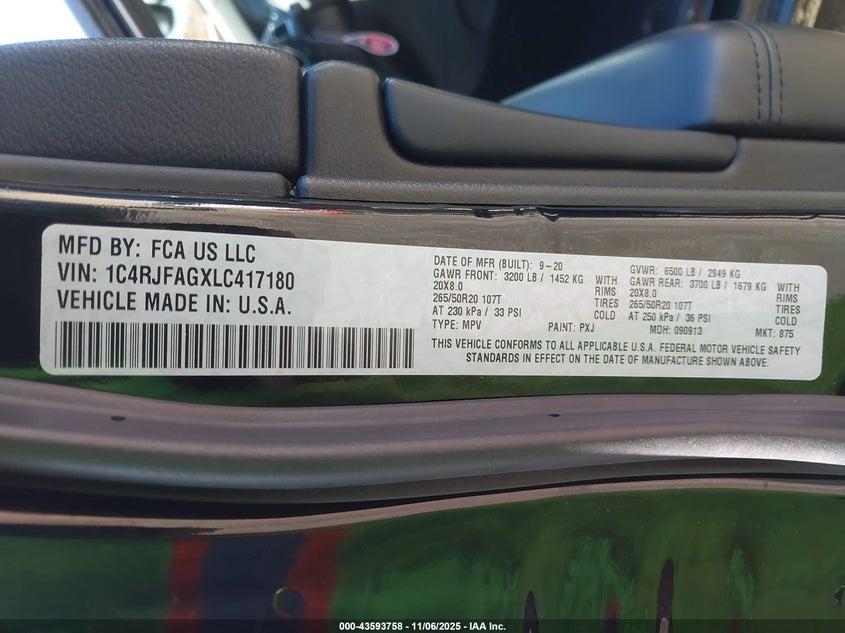 MFD BY: FCA US LLC
VIN: 1C4RJFAGXLC417180
VEHICLE MADE IN: U.S.A.
DATE OF MFR (BUILT): 9-20
GAWR FRONT: 3200 LB / 1452 KG WITH
20X8.0 RIMS
265/50R20 107T TIRES
AT 230 kPa / 33 PSI COLD
TYPE: MPV PAINT: PXJ
GVWR: 6500 LB / 2949 KG
GAWR REAR: 3700 LB / 1679 KG WITH
20X8.0 RIMS
265/50R20 107T TIRES
AT 250 kPa / 36 PSI COLD
MDH: 090913 MKT: 875
THIS VEHICLE CONFORMS TO ALL APPLICABLE U.S.A. FEDERAL MOTOR VEHICLE SAFETY
STANDARDS IN EFFECT ON THE DATE OF MANUFACTURE SHOWN ABOVE.
000-43593758 - 11/06/2025 - IAA Inc.